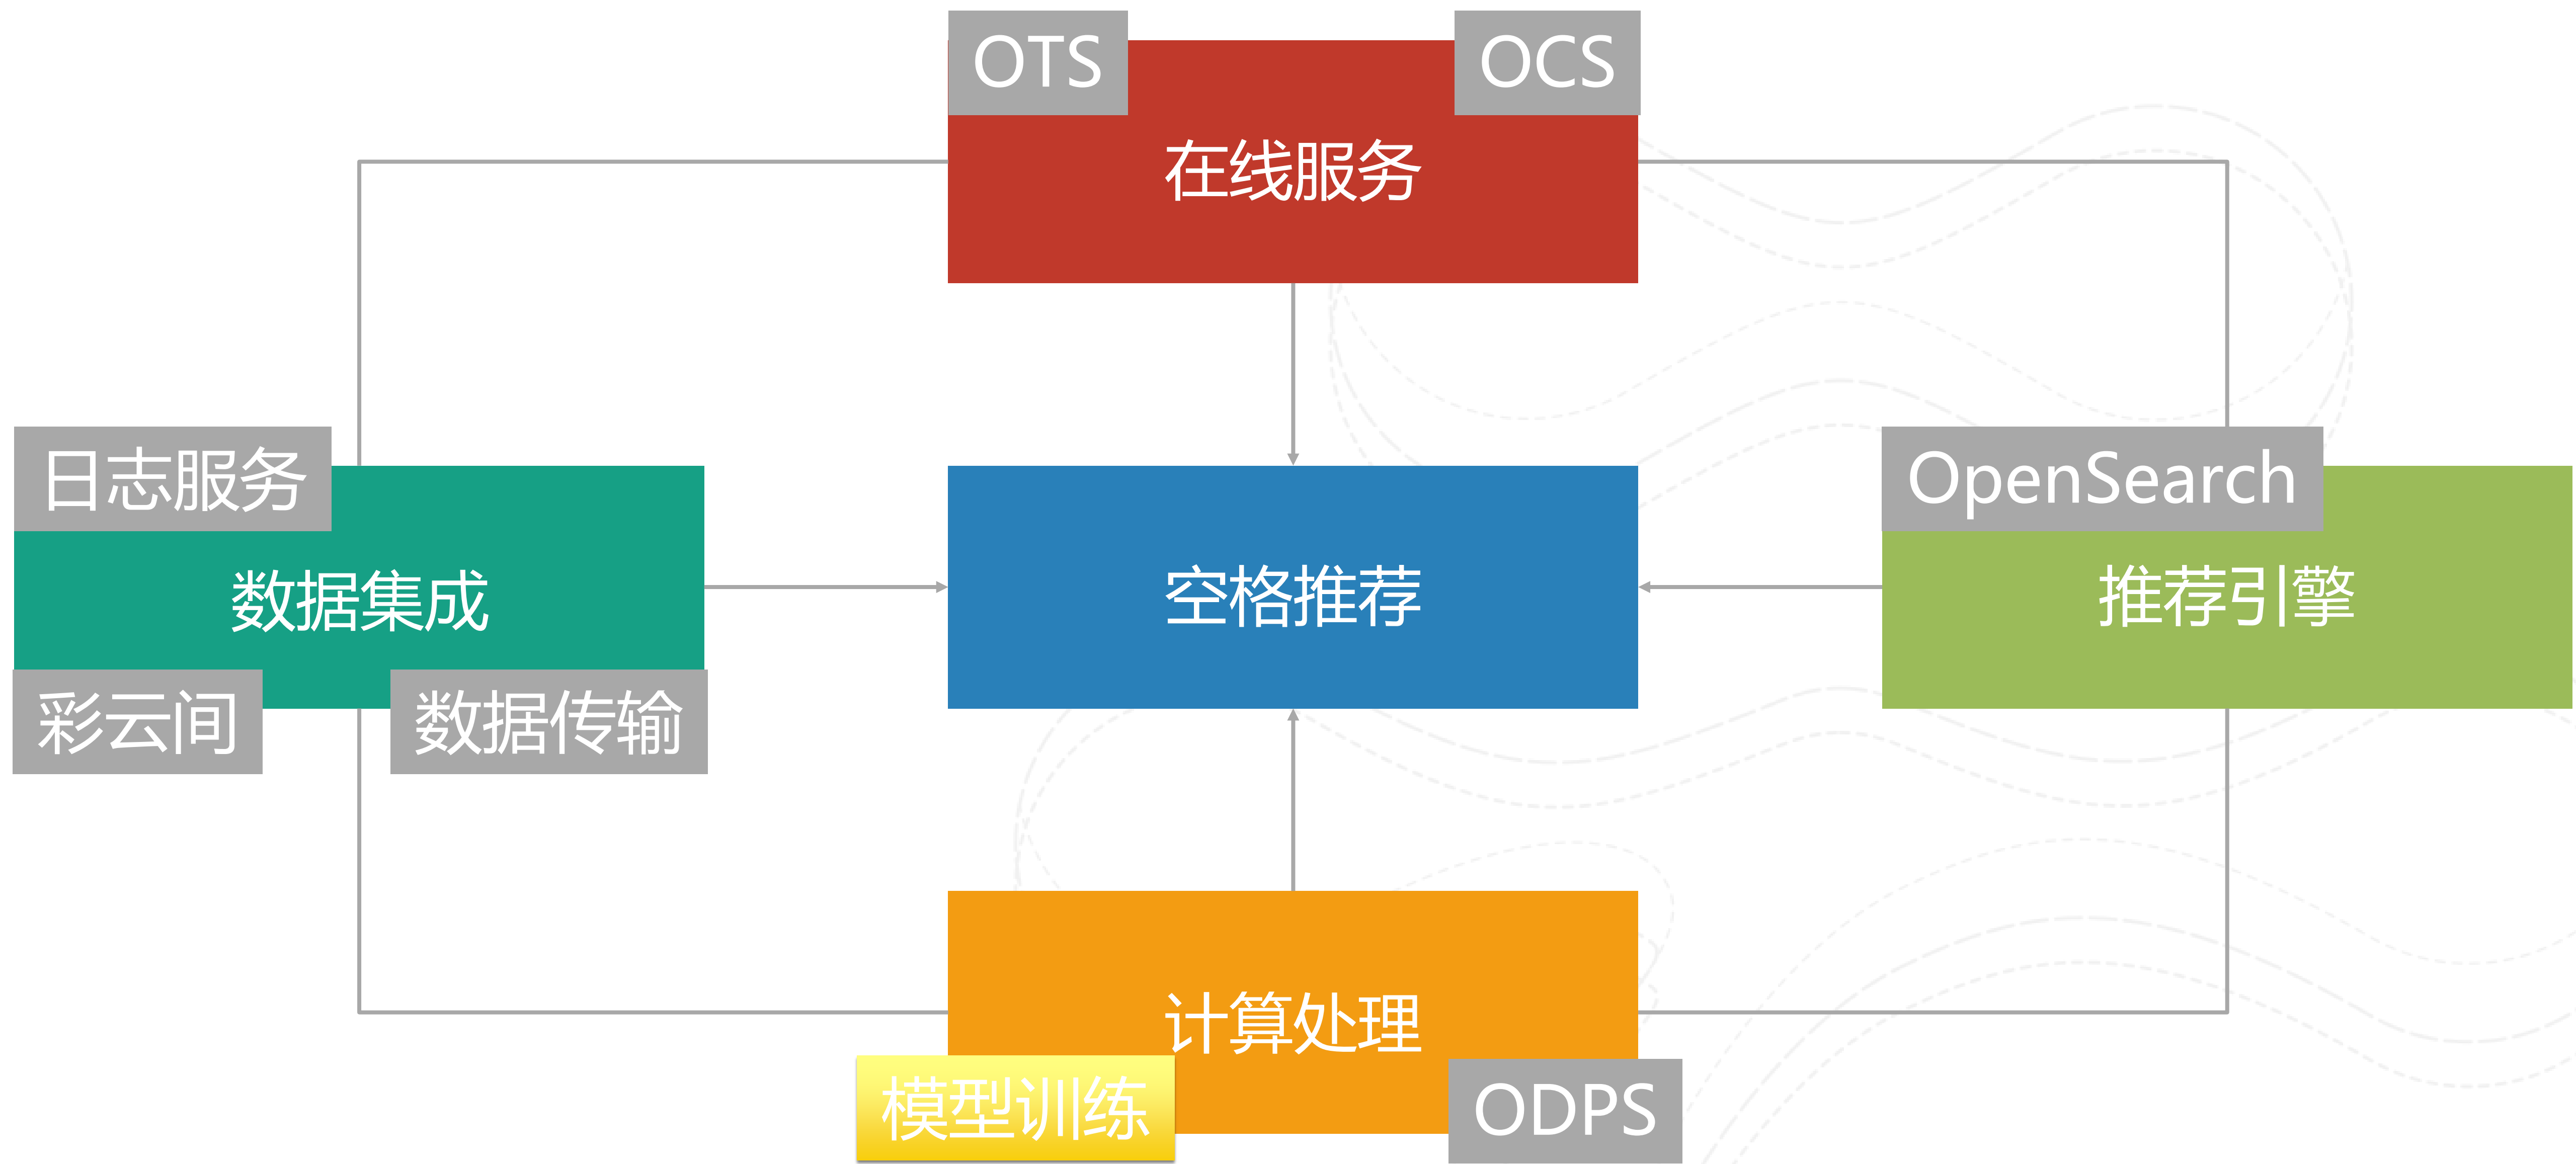 OTS
OCS
在线服务
日志服务
OpenSearch
数据集成
空格推荐
推荐引擎
彩云间
数据传输
计算处理
模型训练
ODPS